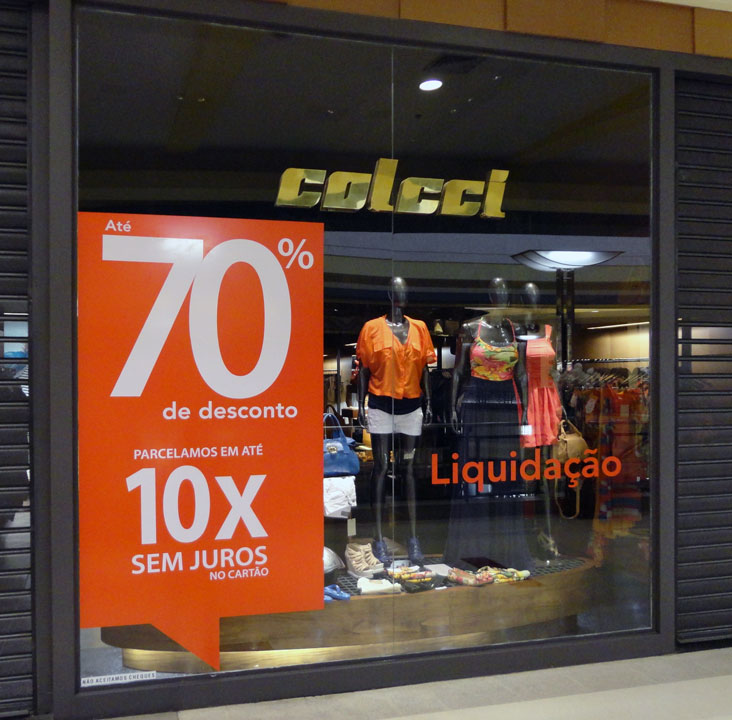 colcci
Até
70%
de desconto
PARCELAMOS EM ATÉ
10X
SEM JUROS
NO CARTÃO
Liquidação
NÃO ACEITAMOS CHEQUES